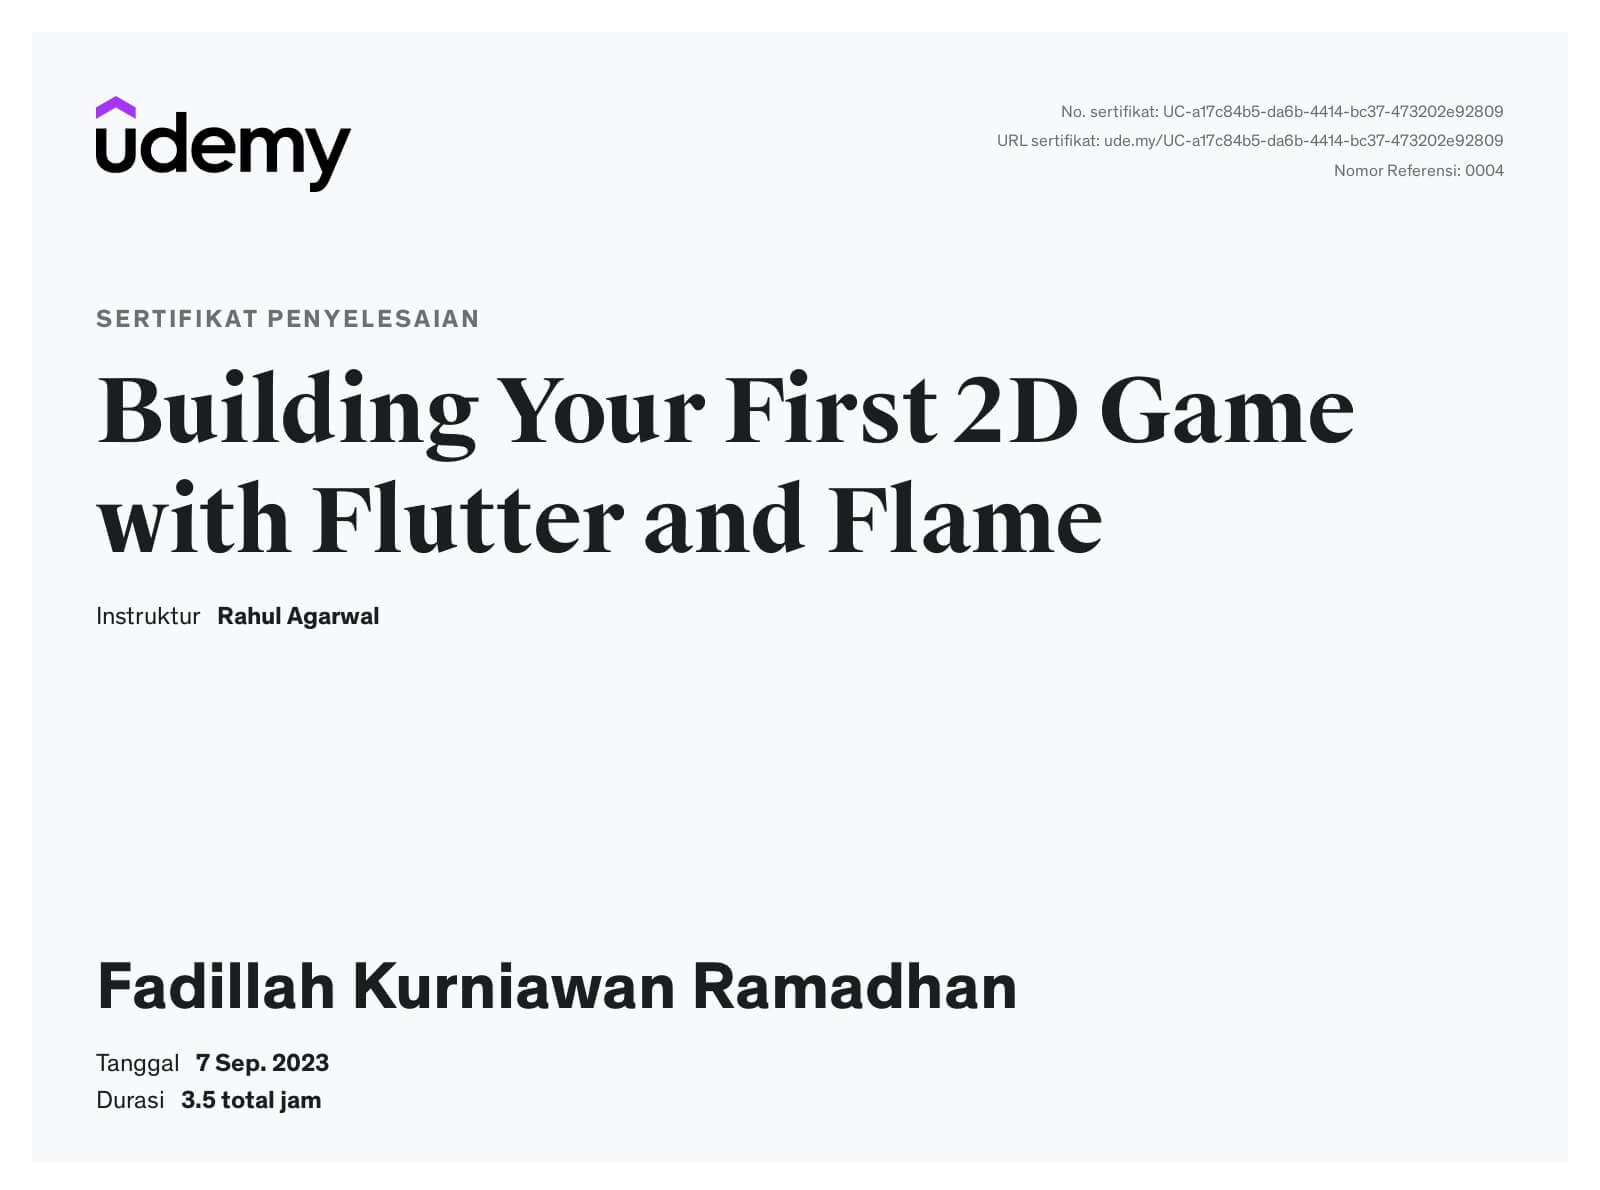 udemy
No. sertifikat: UC-a17c84b5-da6b-4414-bc37-473202e92809
URL sertifikat: ude.my/UC-a17c84b5-da6b-4414-bc37-473202e92809
Nomor Referensi: 0004
SERTIFIKAT PENYELESAIAN
Building Your First 2D Game
with Flutter and Flame
Instruktur Rahul Agarwal
Fadillah Kurniawan Ramadhan
Tanggal 7 Sep. 2023
Durasi 3.5 total jam